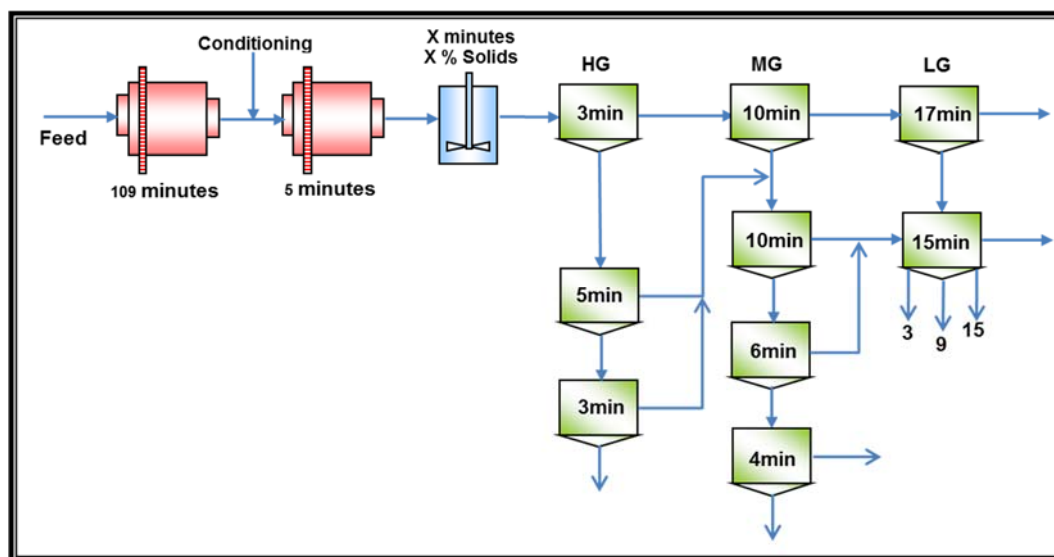 Conditioning
X minutes
X % Solids
HG
MG
LG
Feed
109 minutes
5 minutes
3min
10min
17min
10min
15min
5min
3
9
15
6min
3min
4min